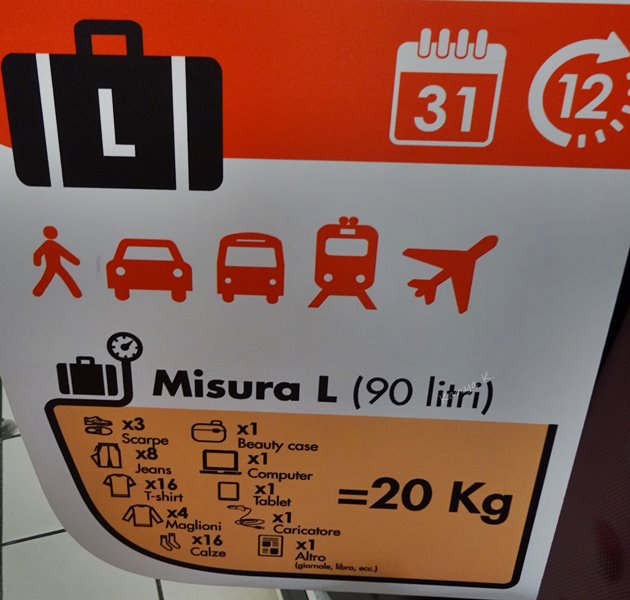 L
31
12
Misura L (90 litri)
x3
Scarpe
x1
Beauty case
x8
Jeans
x1
Computer
x16
T-shirt
x1
Tablet
x4
Maglioni
x1
Caricatore
x16
Calze
x1
Altro
(giornale, libro, ecc.)
=20 Kg